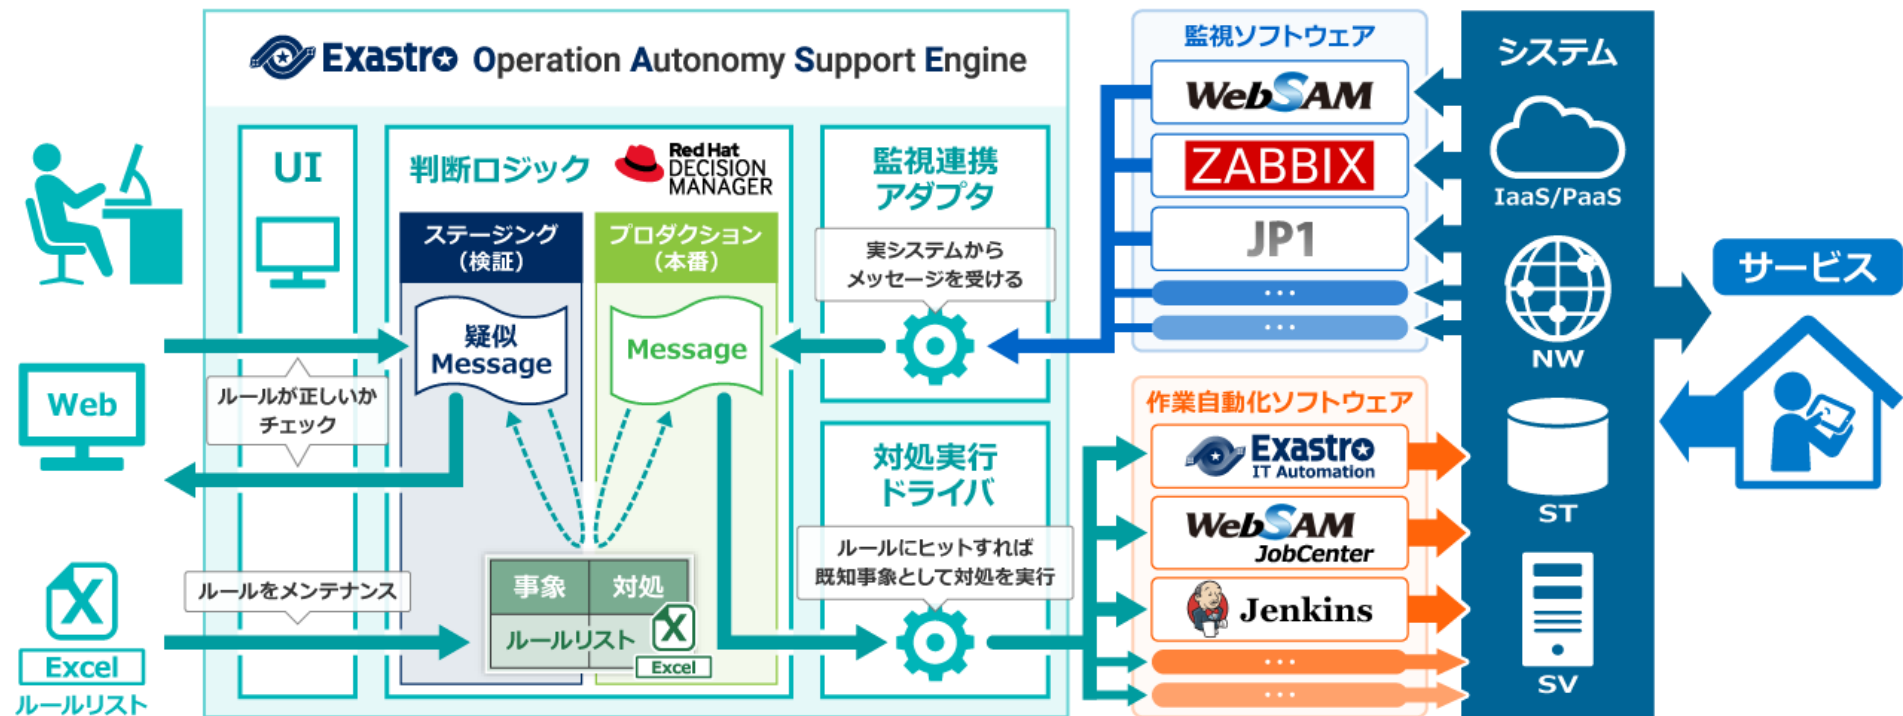 Exastro Operation Autonomy Support Engine
UI
判断ロジック
Red Hat
DECISION
MANAGER
ステージング
（検証）
プロダクション
（本番）
疑似
Message
Message
監視連携
アダプタ
実システムから
メッセージを受ける
対処実行
ドライバ
ルールにヒットすれば
既知事象として対処を実行
Web
ルールが正しいか
チェック
ルールをメンテナンス
X
Excel
ルールリスト
事象
対処
ルールリスト
X
Excel
監視ソフトウェア
WebSAM
ZABBIX
JP1
...
...
作業自動化ソフトウェア
Exastro
IT Automation
WebSAM
JobCenter
Jenkins
...
...
システム
IaaS/PaaS
NW
ST
SV
サービス